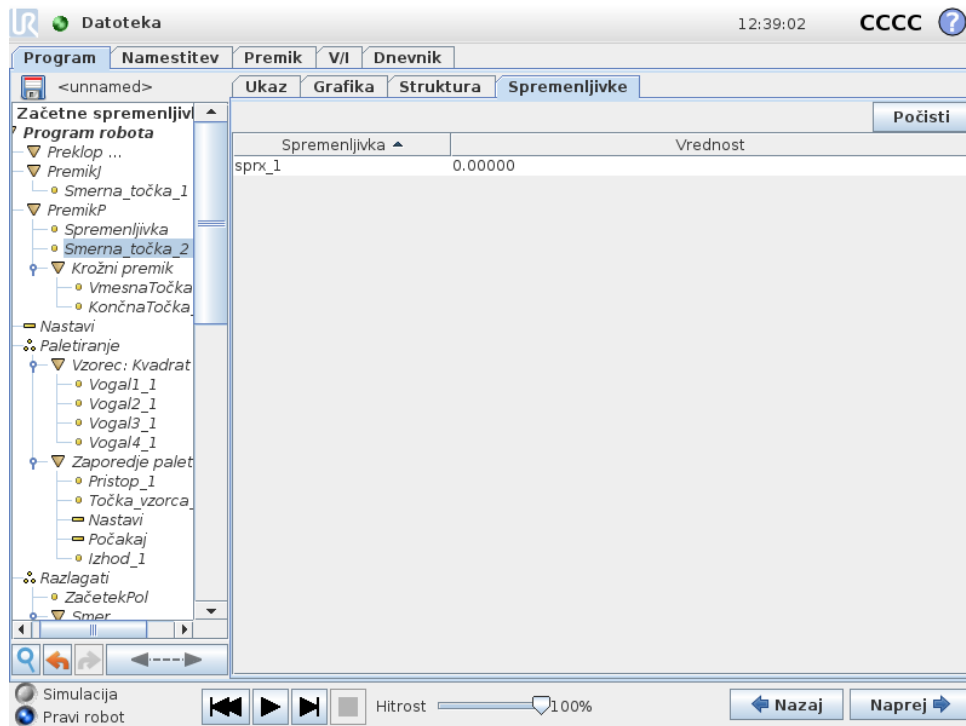 UR Datoteka 12:39:02 CCCC ?
Program Namestitev Premik V/I Dnevnik
<unnamed> Ukaz Grafika Struktura Spremenljivke
Začetne spremenljivl
Počisti
Program robota
Spremenljivka Vrednost
Preklop ...
sprx_1 0.00000
PremikJ
Smerna_točka_1
PremikP
Spremenljivka
Smerna_točka_2
Krožni premik
VmesnaTočka
KončnaTočka_
Nastavi
Paletiranje
Vzorec: Kvadrat
Vogal1_1
Vogal2_1
Vogal3_1
Vogal4_1
Zaporedje palet
Pristop_1
Točka_vzorca_
Nastavi
Počakaj
Izhod_1
Razlagati
ZačetekPol
Smer
Simulacija
Pravi robot
Hitrost 100%
Nazaj Naprej